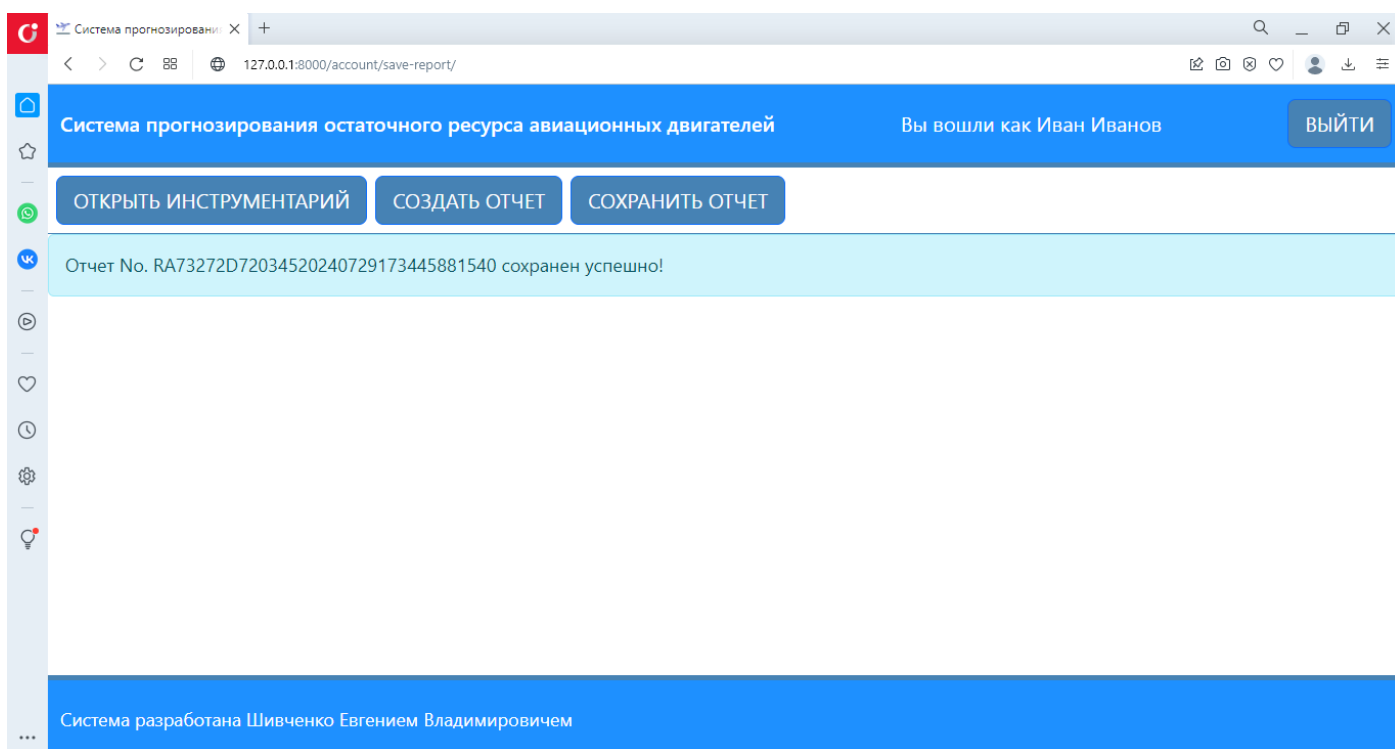 Система прогнозировани
127.0.0.1:8000/account/save-report/
Система прогнозирования остаточного ресурса авиационных двигателей
Вы вошли как Иван Иванов
ВЫЙТИ
ОТКРЫТЬ ИНСТРУМЕНТАРИЙ
СОЗДАТЬ ОТЧЕТ
СОХРАНИТЬ ОТЧЕТ
Отчет No. RA73272D72034520240729173445881540 сохранен успешно!
Система разработана Шивченко Евгением Владимировичем